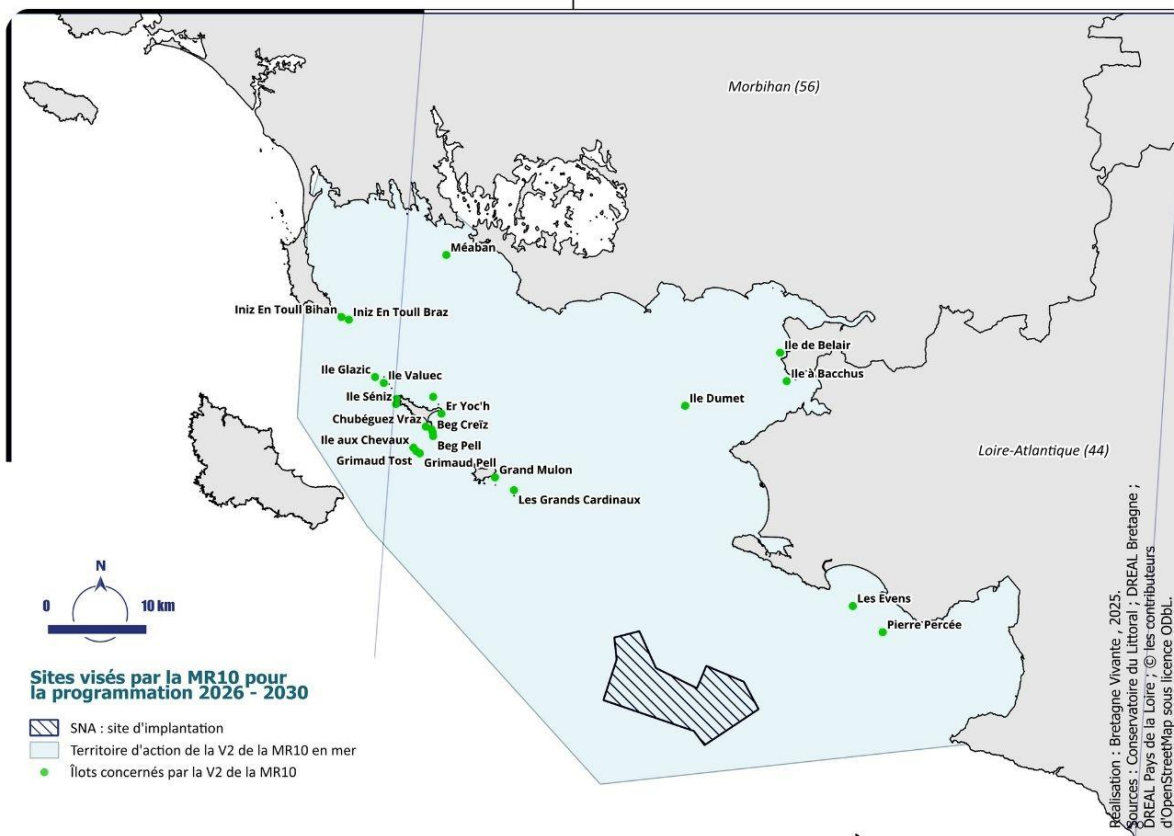 Morbihan (56)
Méaban
Iniz En Toull Bihan
Iniz En Toull Braz
Ile de Belair
Ile à Bacchus
Ile Glazic
Ile Valuec
Ile Séniz
Er Yoc'h
Ile Dumet
Chubéguez Vraz
Beg Creïz
Ile aux Chevaux
Beg Pell
Grimaud Tost
Grimaud Pell
Grand Mulon
Les Grands Cardinaux
Loire-Atlantique (44)
Les Evens
Pierre Percée
N
0 10 km
Sites visés par la MR10 pour
la programmation 2026 - 2030
SNA : site d'implantation
Territoire d'action de la V2 de la MR10 en mer
Îlots concernés par la V2 de la MR10
Réalisation : Bretagne Vivante , 2025.
Sources : Conservatoire du Littoral ; DREAL Bretagne ;
DREAL Pays de la Loire ; © les contributeurs
d'OpenStreetMap sous licence ODbL.